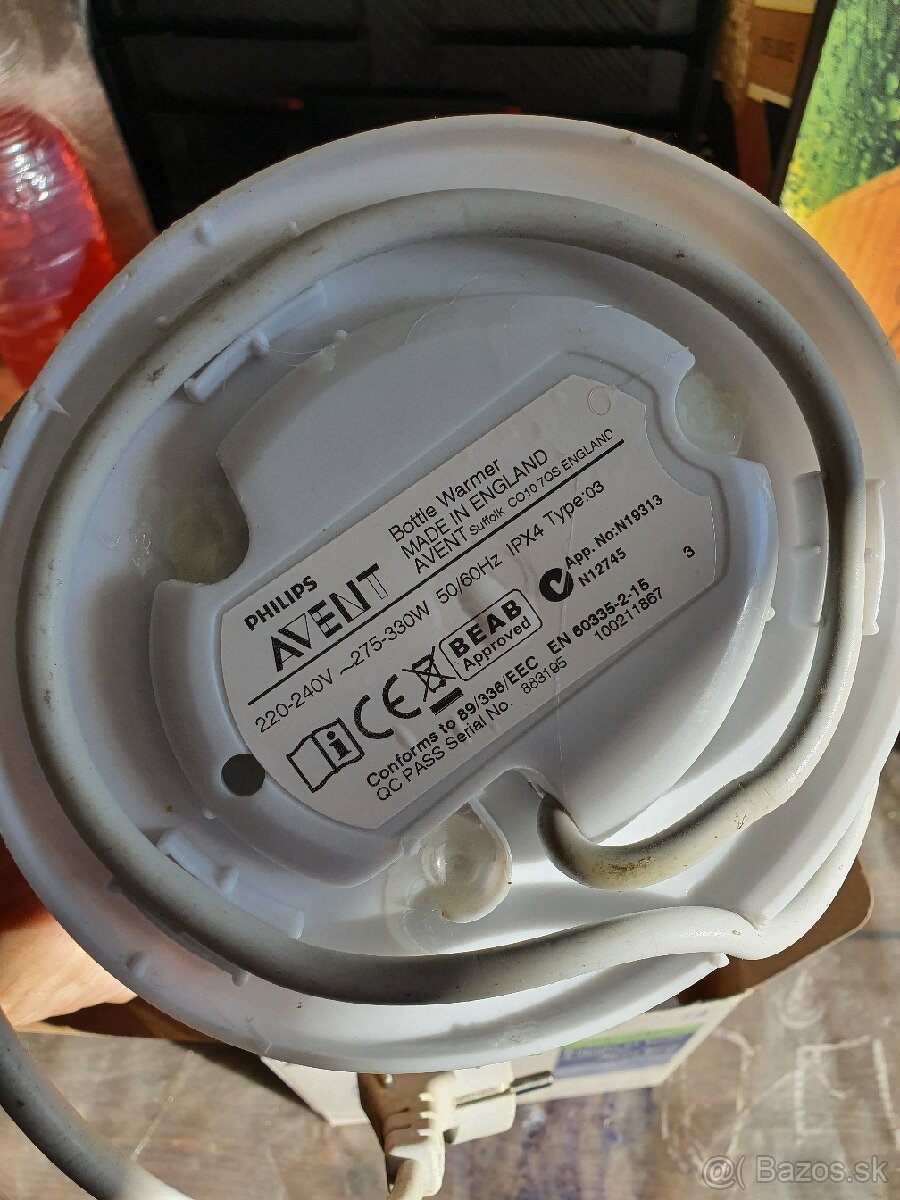 PHILIPS
AVENT
Bottle Warmer
MADE IN ENGLAND
AVENT Suffolk CO10 7QS ENGLAND
220-240V ~275-330W 50/60Hz IPX4 Type:03
CE
BEAB
Approved
App. No:N19313
N12745
Conforms to 89/336/EEC EN 60335-2-15
QC PASS Serial No. 883195 100211867
3
@( Bazos.sk